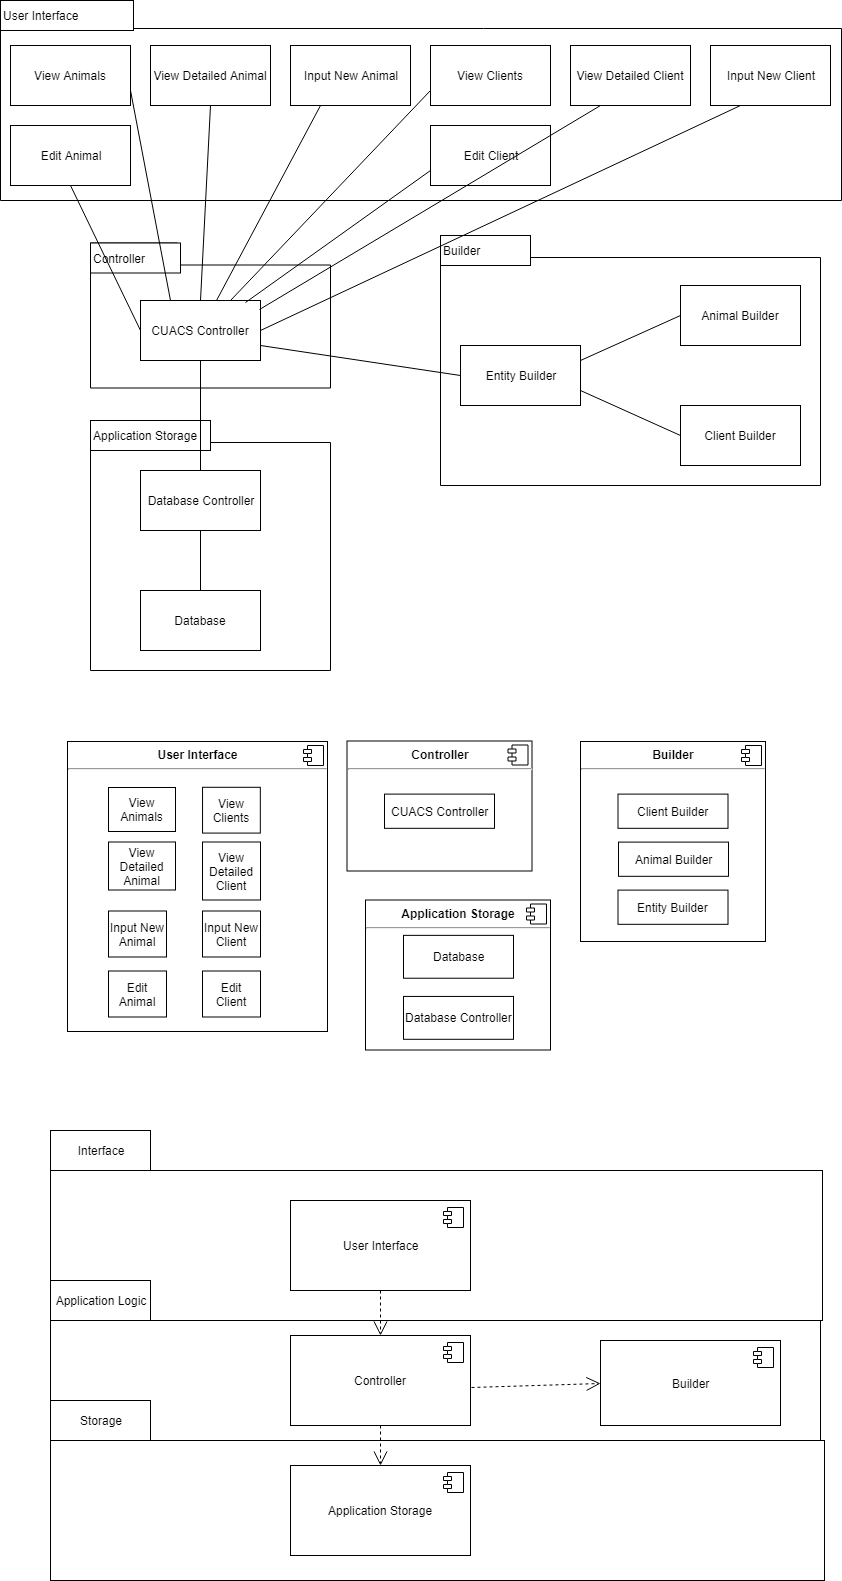 User Interface
View Animals
View Detailed Animal
Input New Animal
View Clients
View Detailed Client
Input New Client
Edit Animal
Edit Client
Controller
Builder
CUACS Controller
Animal Builder
Entity Builder
Client Builder
Application Storage
Database Controller
Database
User Interface
View
Animals
View
Clients
View
Detailed
Animal
View
Detailed
Client
Input New
Animal
Input New
Client
Edit
Animal
Edit
Client
Controller
CUACS Controller
Application Storage
Database
Database Controller
Builder
Client Builder
Animal Builder
Entity Builder
Interface
User Interface
Application Logic
Controller
Builder
Storage
Application Storage